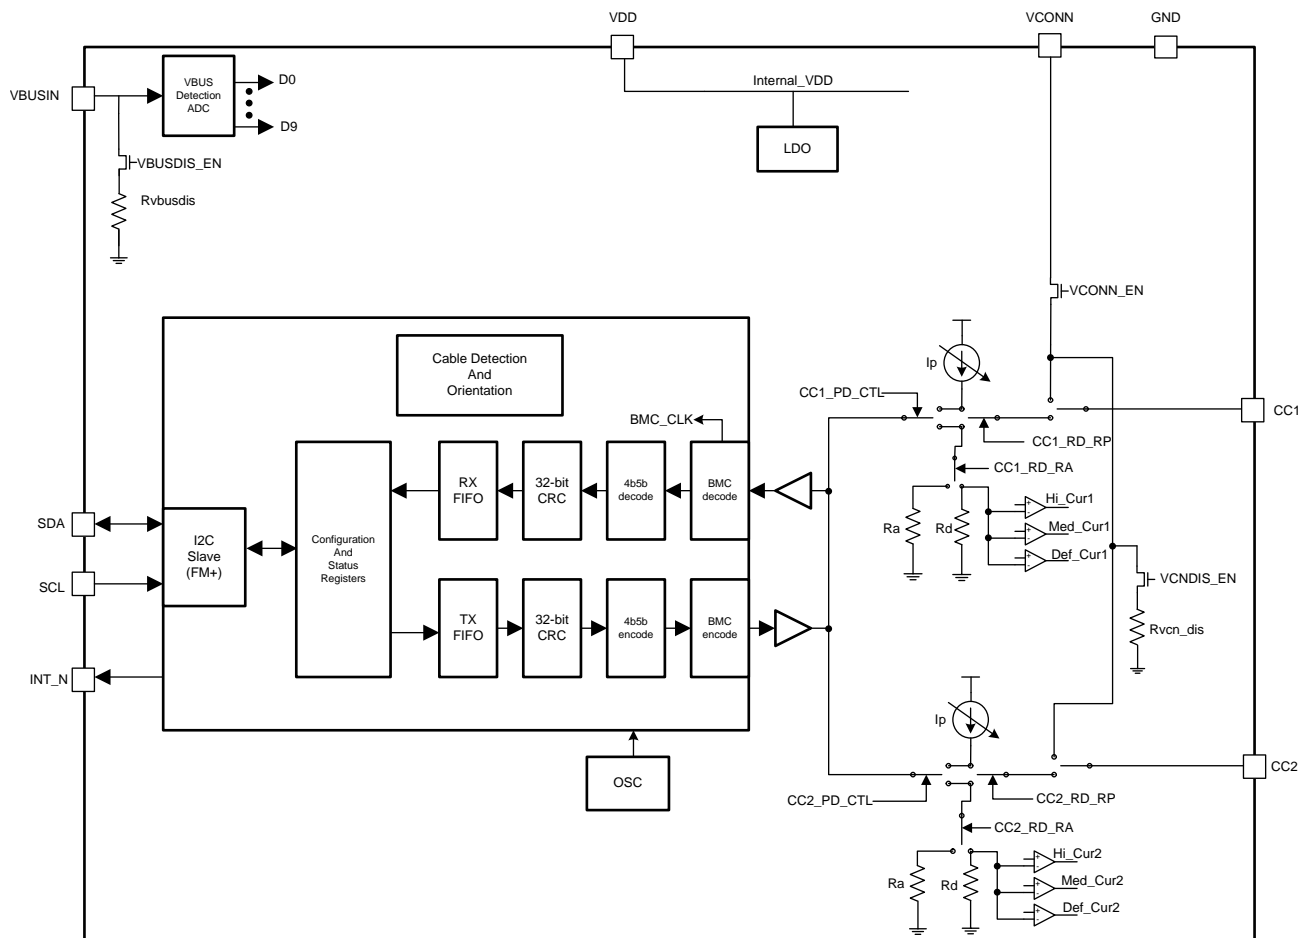 VDD
VCONN
GND
VBUSIN
VBUS
Detection
ADC
D0
D9
Internal_VDD
LDO
VBUSDIS_EN
Rvbusdis
VCONN_EN
Cable Detection
And
Orientation
Ip
CC1_PD_CTL
CC1
BMC_CLK
CC1_RD_RP
CC1_RD_RA
RX
FIFO
32-bit
CRC
4b5b
decode
BMC
decode
Hi_Cur1
Ra
Rd
Med_Cur1
Def_Cur1
SDA
I2C
Slave
(FM+)
Configuration
And
Status
Registers
SCL
VCNDIS_EN
TX
FIFO
32-bit
CRC
4b5b
encode
BMC
encode
Rvcn_dis
INT_N
Ip
OSC
CC2
CC2_PD_CTL
CC2_RD_RP
CC2_RD_RA
Hi_Cur2
Ra
Rd
Med_Cur2
Def_Cur2